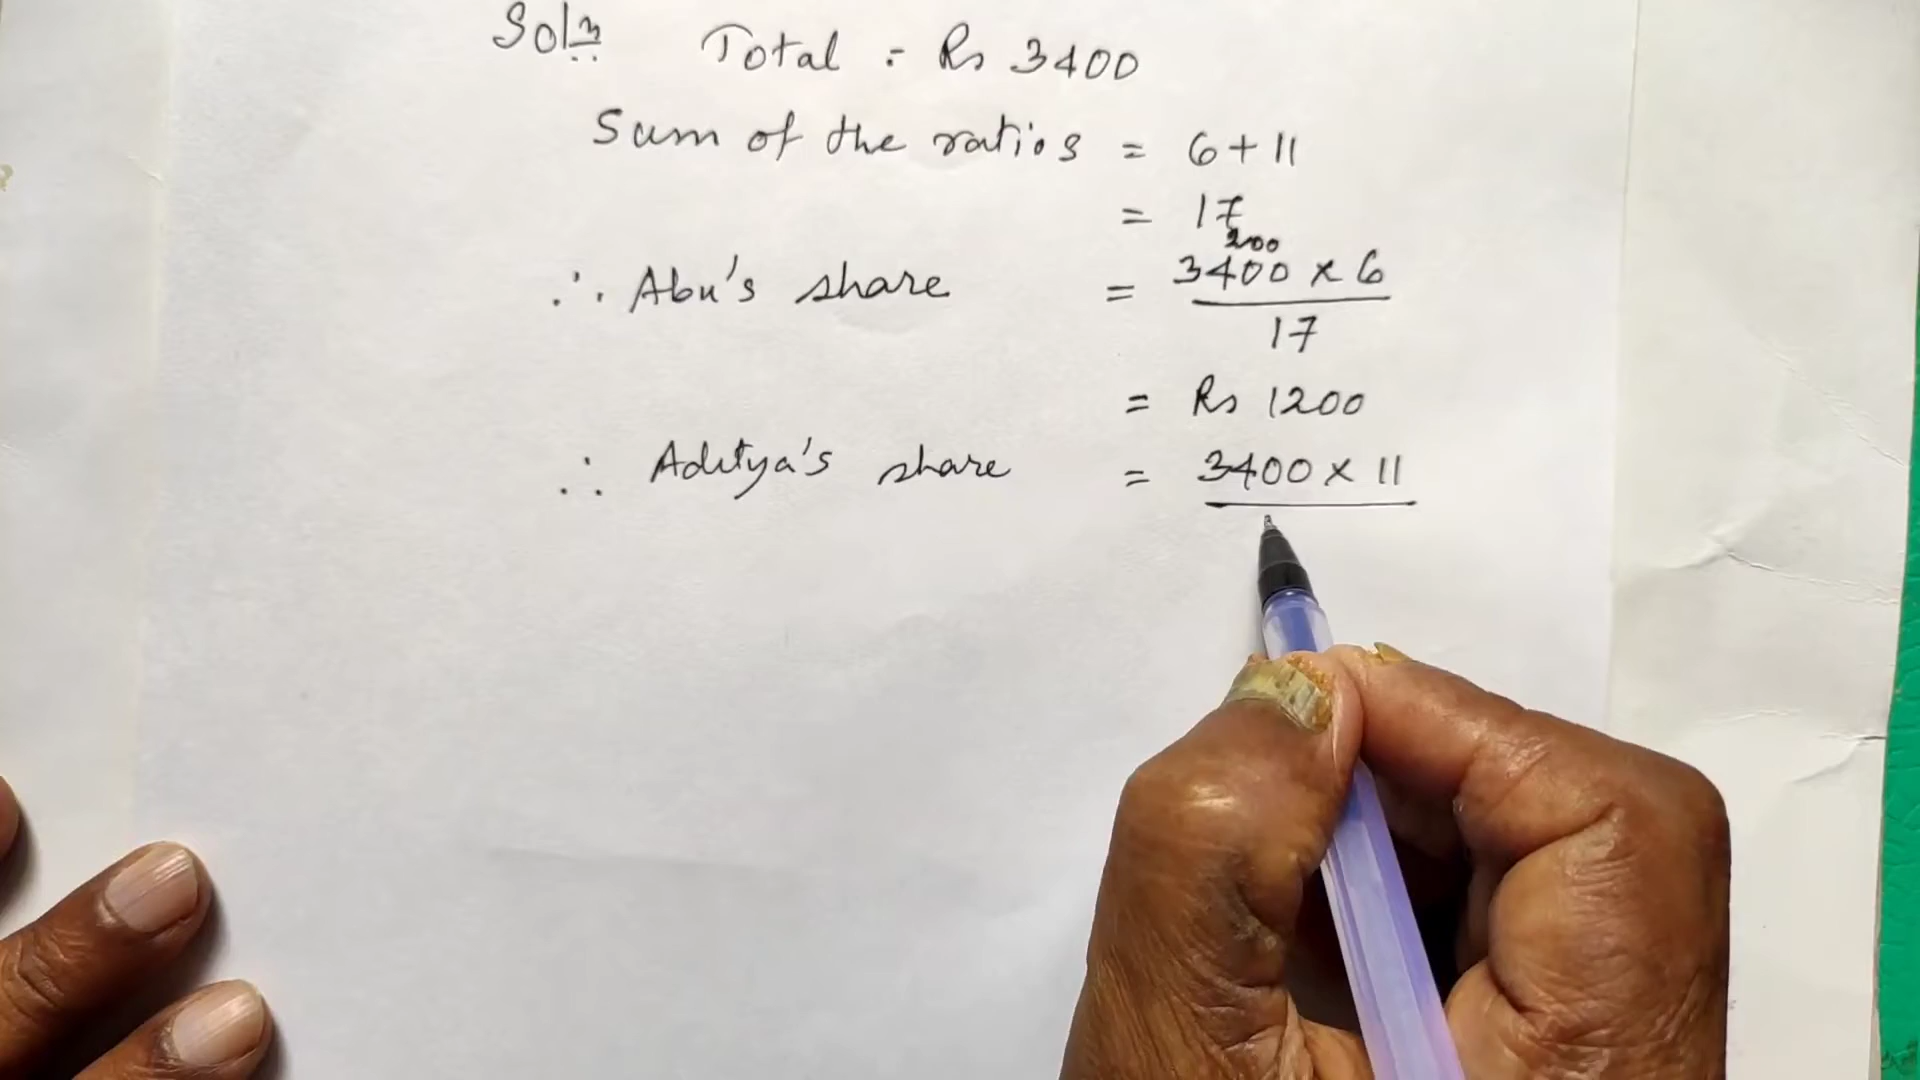 Soln Total = Rs 3400
Sum of the ratios = 6 + 11
= 17
200
∴ Abu's share = 3400 × 6
17
= Rs 1200
∴ Aditya's share = 3400 × 11